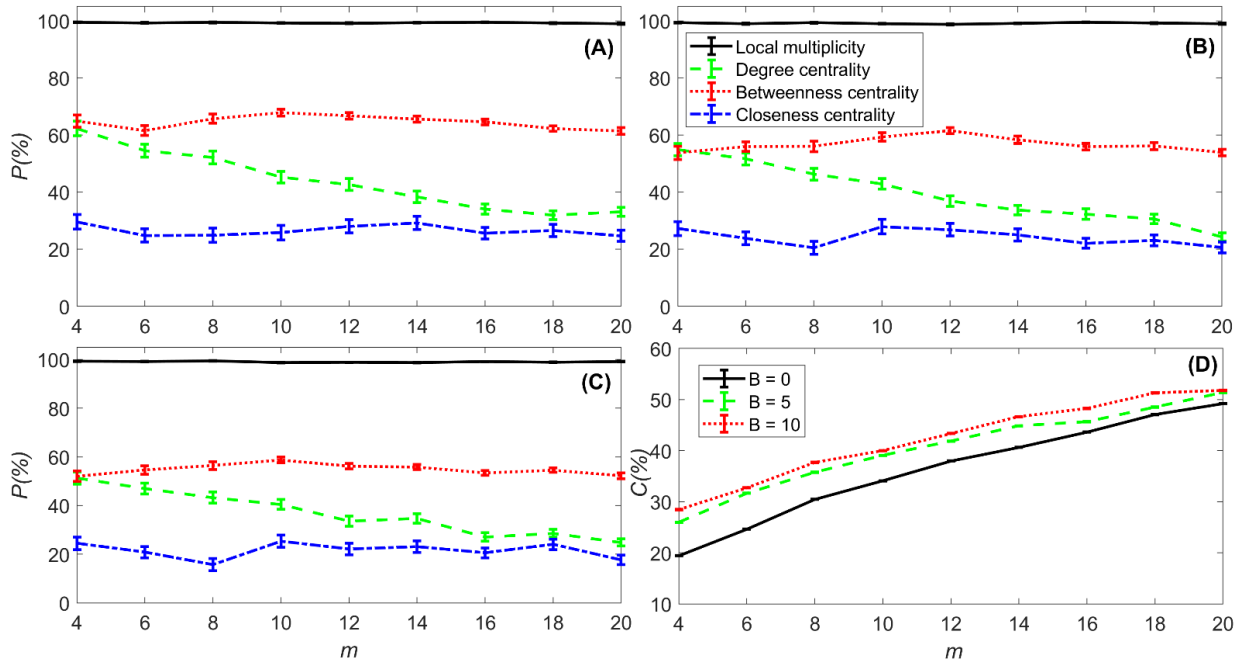 (A)
P(%)
100
80
60
40
20
0
4 6 8 10 12 14 16 18 20
(B)
Local multiplicity
Degree centrality
Betweenness centrality
Closeness centrality
100
80
60
40
20
0
4 6 8 10 12 14 16 18 20
(C)
P(%)
100
80
60
40
20
0
4 6 8 10 12 14 16 18 20
m
(D)
B = 0
B = 5
B = 10
C(%)
60
50
40
30
20
10
4 6 8 10 12 14 16 18 20
m